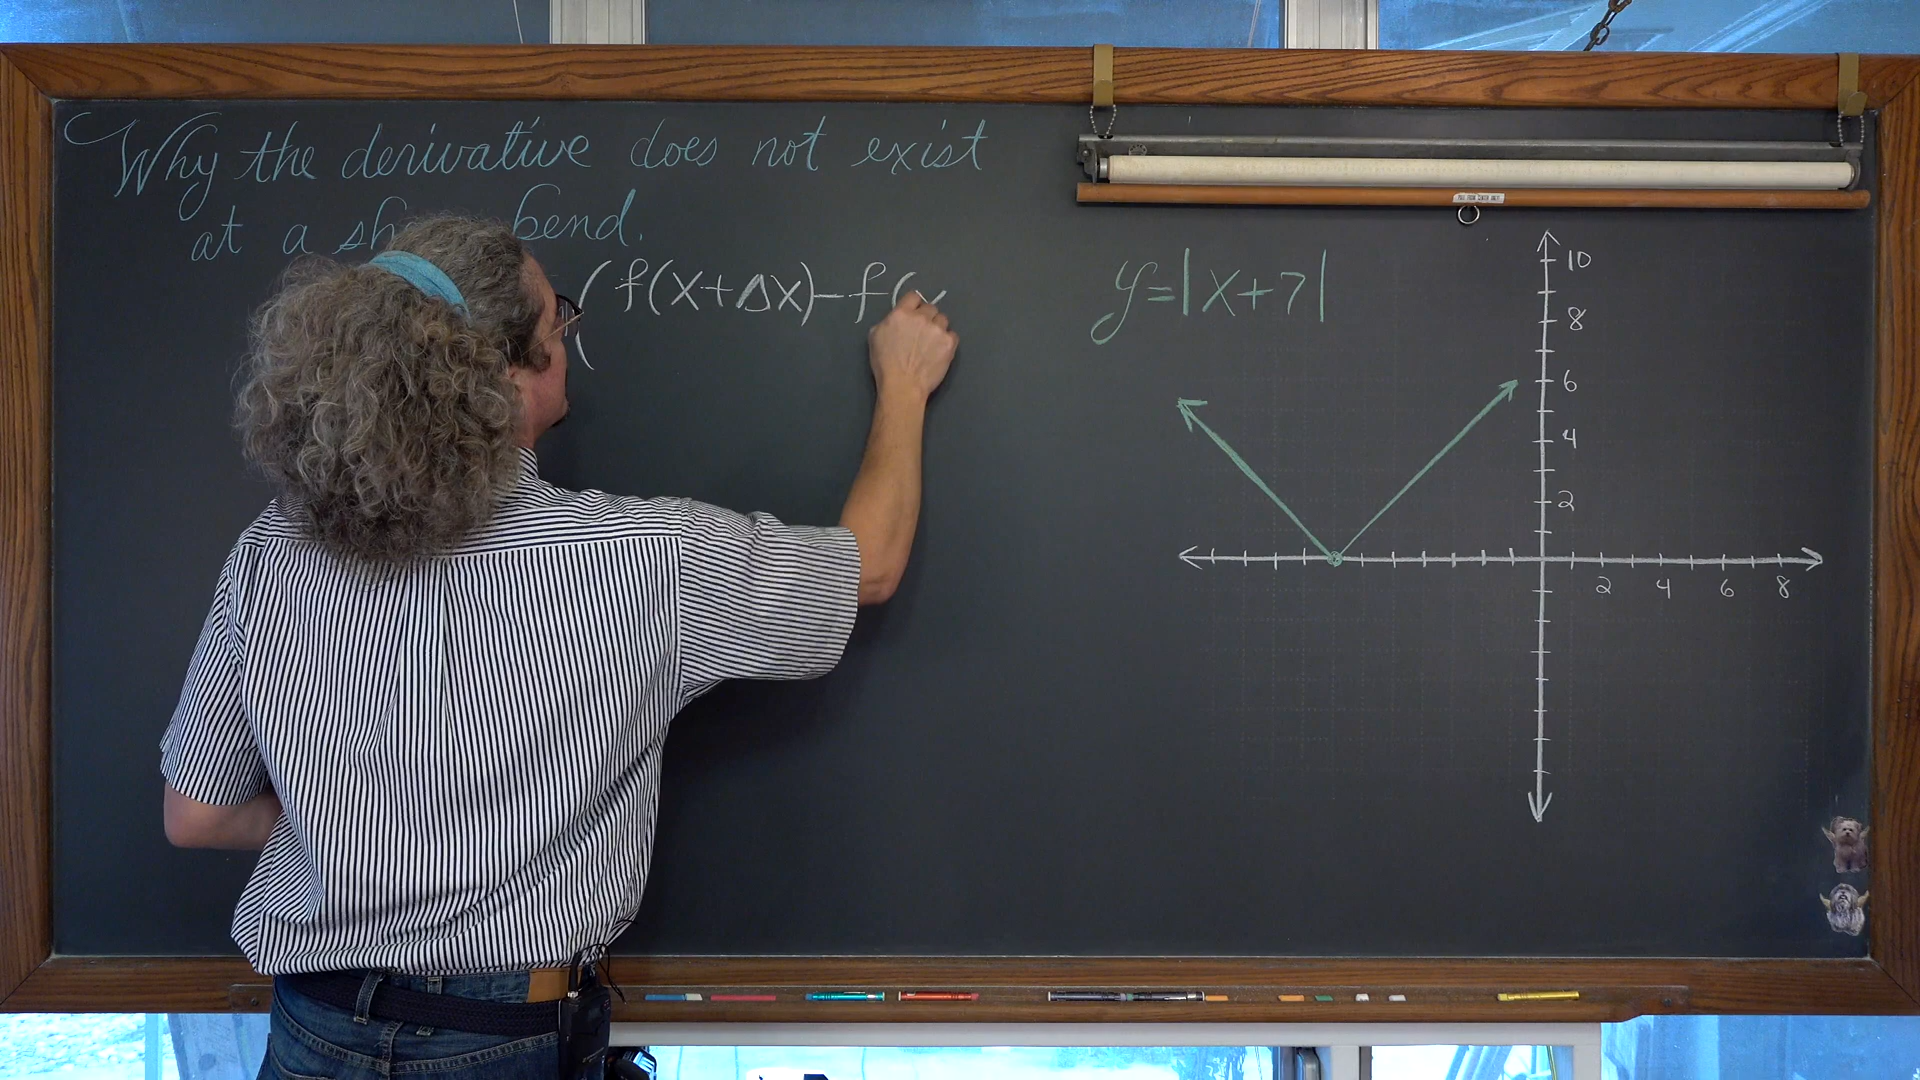 Why the derivative does not exist
at a bend.
(f(x+Δx)-f(x
y=|x+7|
10
8
6
4
2
2 4 6 8